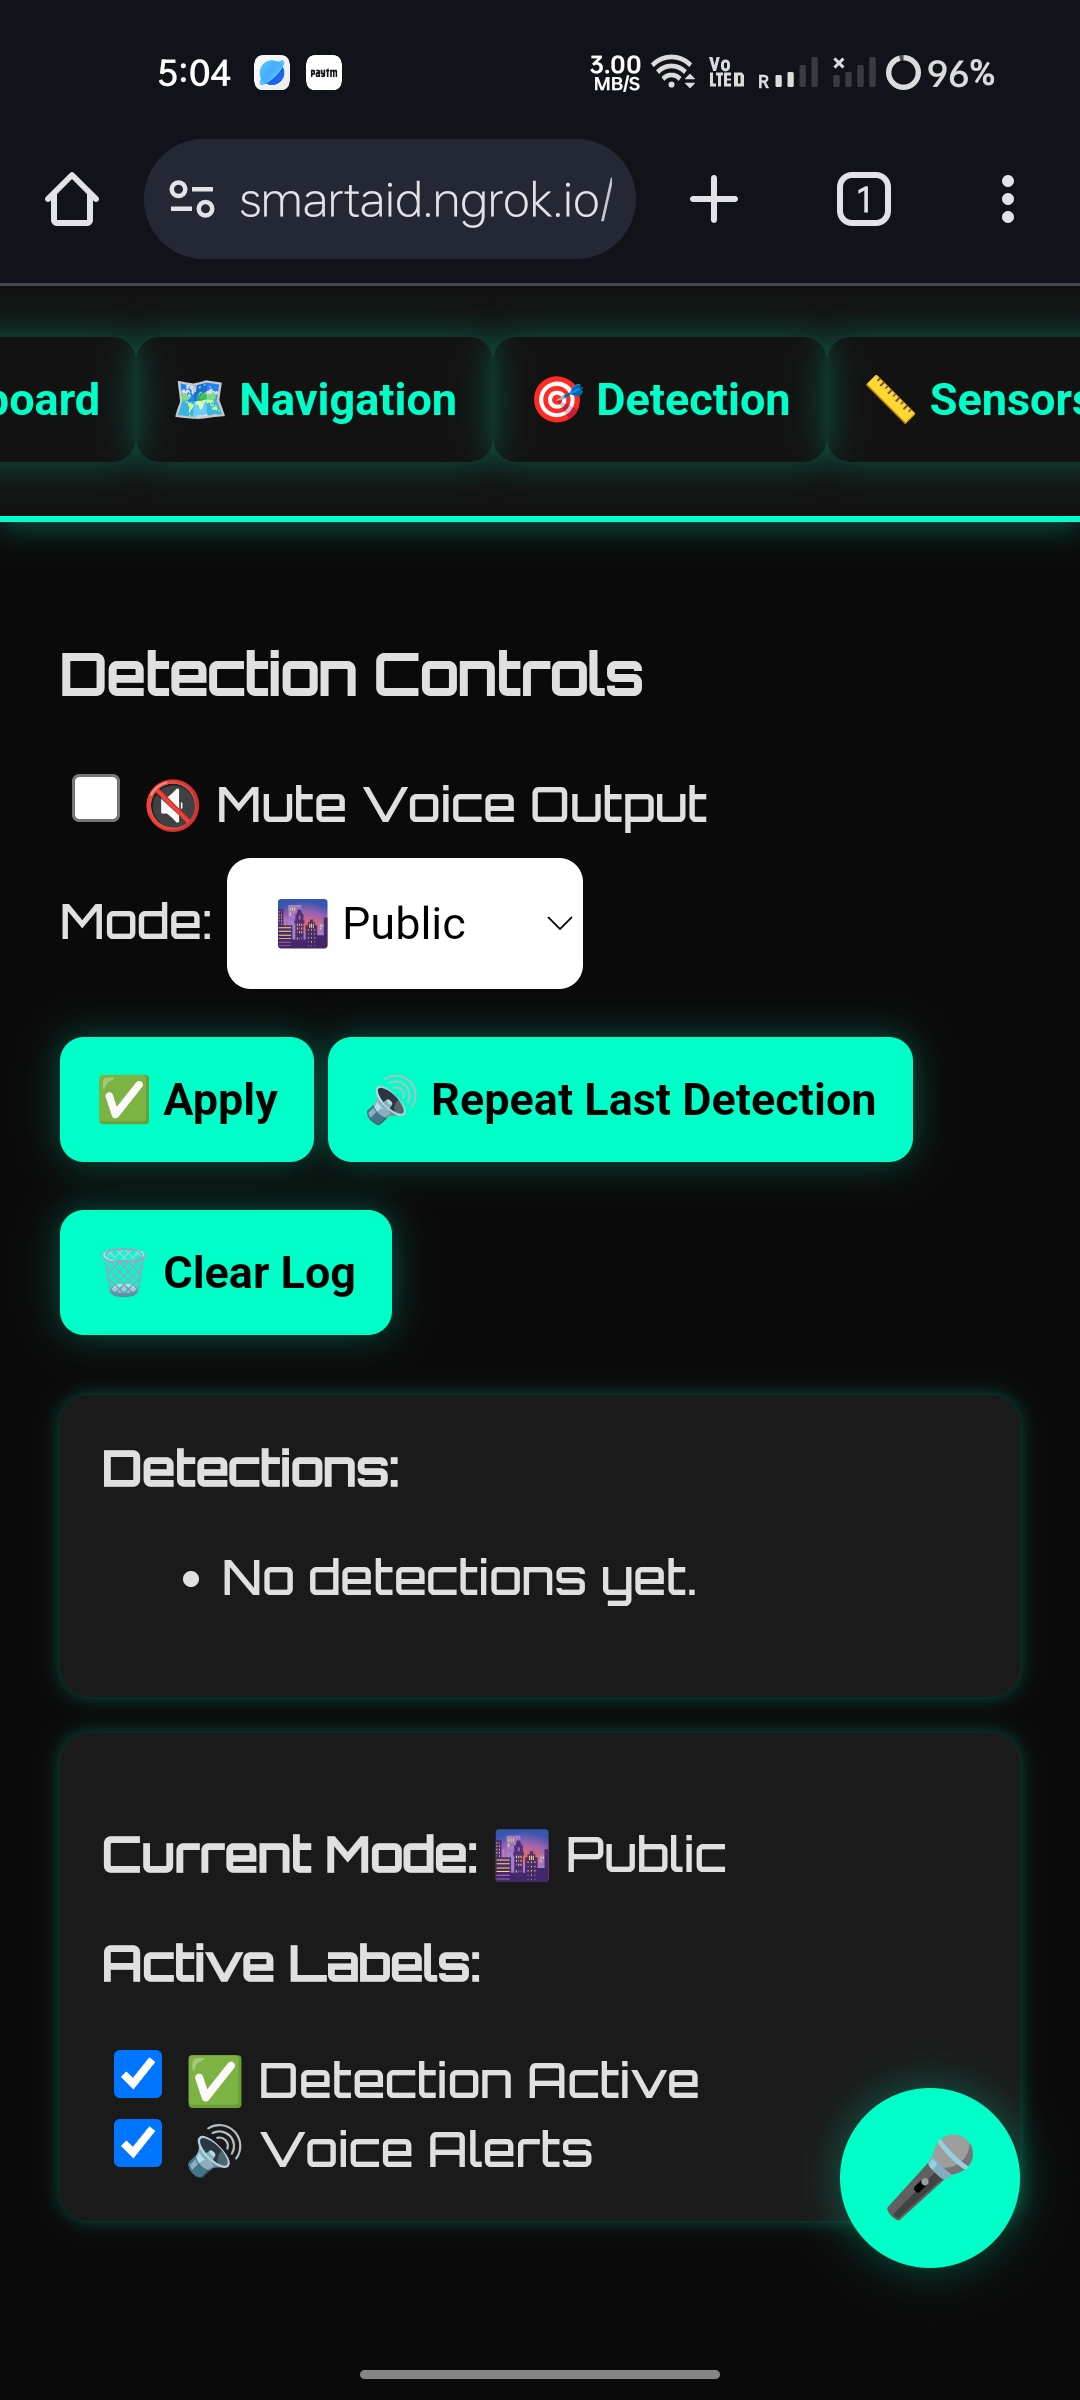 5:04 paytm 3.00 MB/S Vo LTED R 96%
smartaid.ngrok.io/ 1
board 🗺️ Navigation 🎯 Detection 📏 Sensors
Detection Controls
🔇 Mute Voice Output
Mode: 🌆 Public
✅ Apply 🔊 Repeat Last Detection
🗑️ Clear Log
Detections:
• No detections yet.
Current Mode: 🌆 Public
Active Labels:
✅ Detection Active
🔊 Voice Alerts